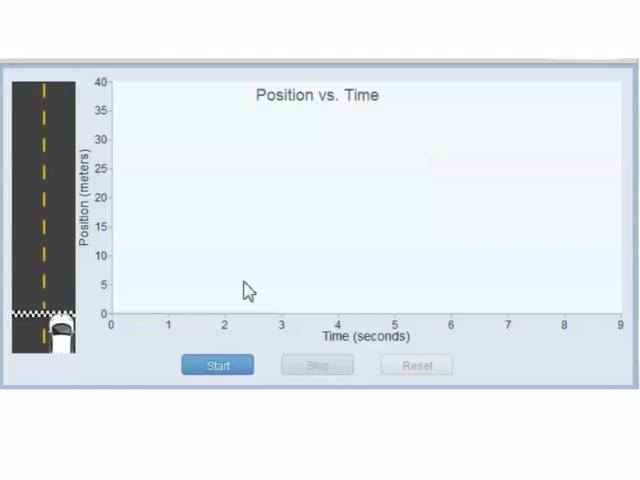 Position vs. Time
40
35
30
25
20
15
10
5
0
Position (meters)
0 1 2 3 4 5 6 7 8 9
Time (seconds)
Start Stop Reset